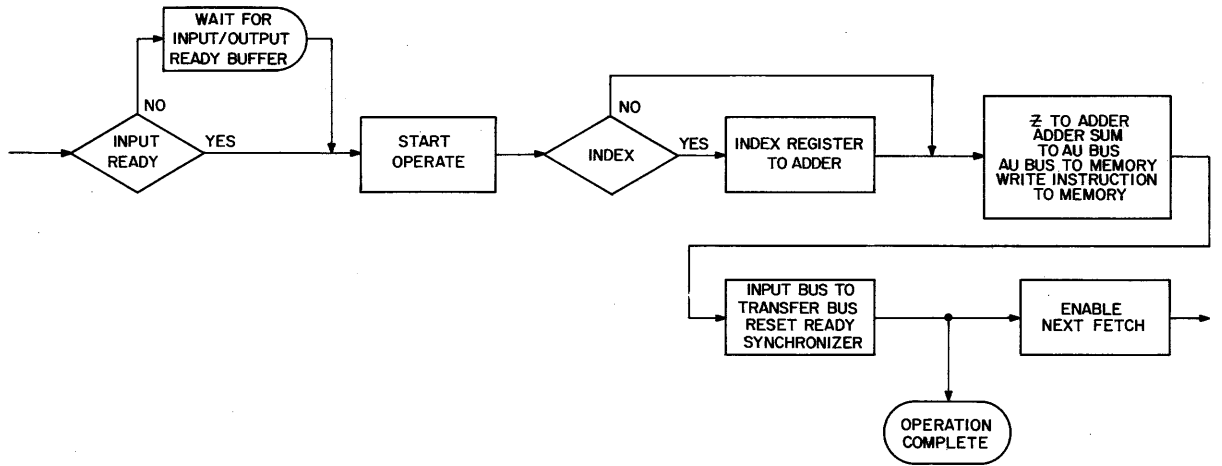 WAIT FOR
INPUT/OUTPUT
READY BUFFER
NO
INPUT
READY
YES
START
OPERATE
NO
INDEX
YES
INDEX REGISTER
TO ADDER
Z TO ADDER
ADDER SUM
TO AU BUS
AU BUS TO MEMORY
WRITE INSTRUCTION
TO MEMORY
INPUT BUS TO
TRANSFER BUS
RESET READY
SYNCHRONIZER
ENABLE
NEXT FETCH
OPERATION
COMPLETE